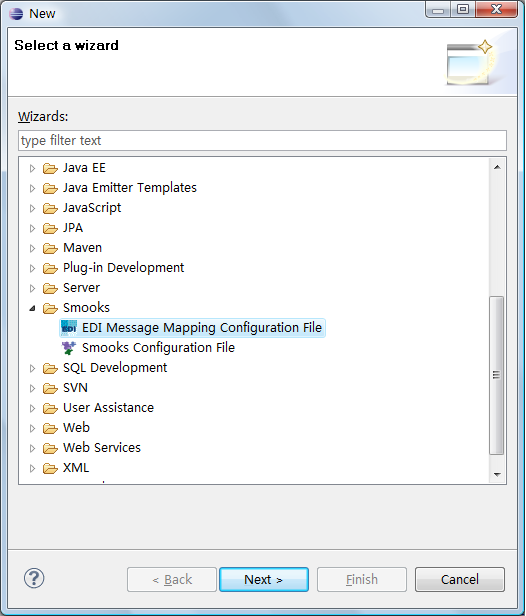 New
Select a wizard
Wizards:
type filter text
Java EE
Java Emitter Templates
JavaScript
JPA
Maven
Plug-in Development
Server
Smooks
EDI EDI Message Mapping Configuration File
Smooks Configuration File
SQL Development
SVN
User Assistance
Web
Web Services
XML
? < Back Next > Finish Cancel